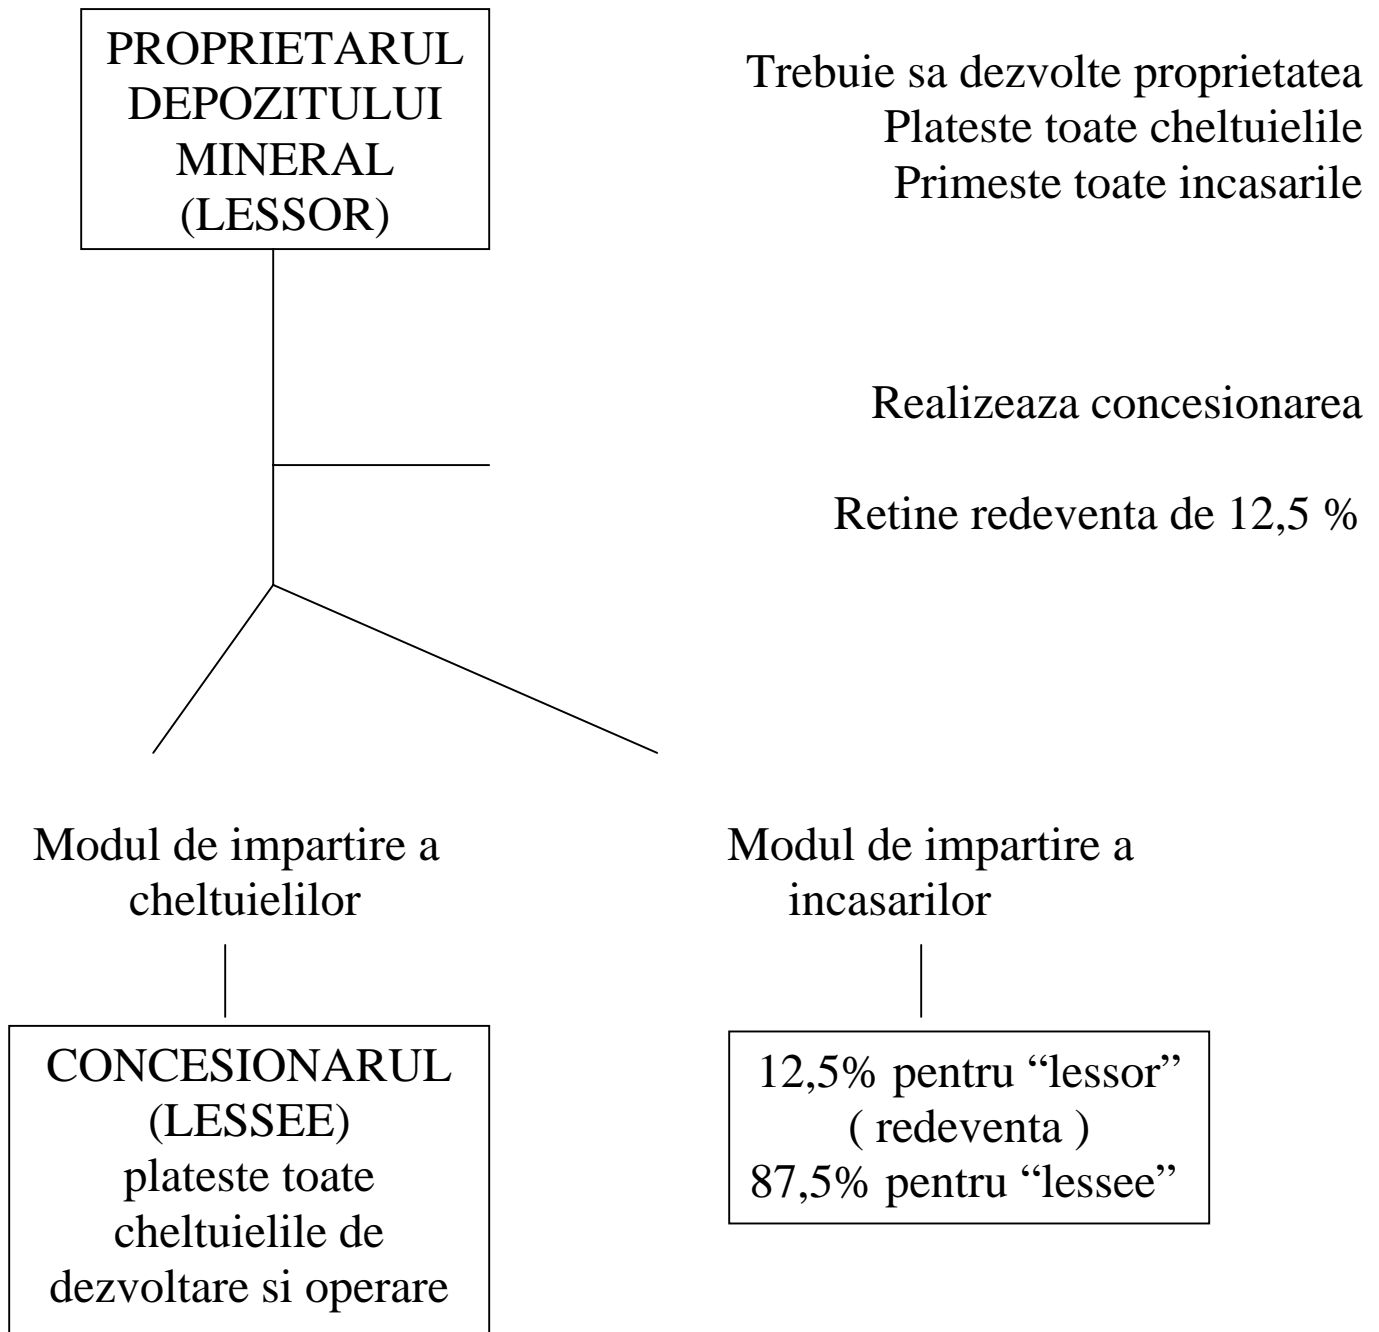 PROPRIETARUL
DEPOZITULUI
MINERAL
(LESSOR)
Trebuie sa dezvolte proprietatea
Plateste toate cheltuielile
Primeste toate incasarile
Realizeaza concesionarea
Retine redeventa de 12,5 %
Modul de impartire a
cheltuielilor
Modul de impartire a
incasarilor
CONCESIONARUL
(LESSEE)
plateste toate
cheltuielile de
dezvoltare si operare
12,5% pentru “lessor”
( redeventa )
87,5% pentru “lessee”